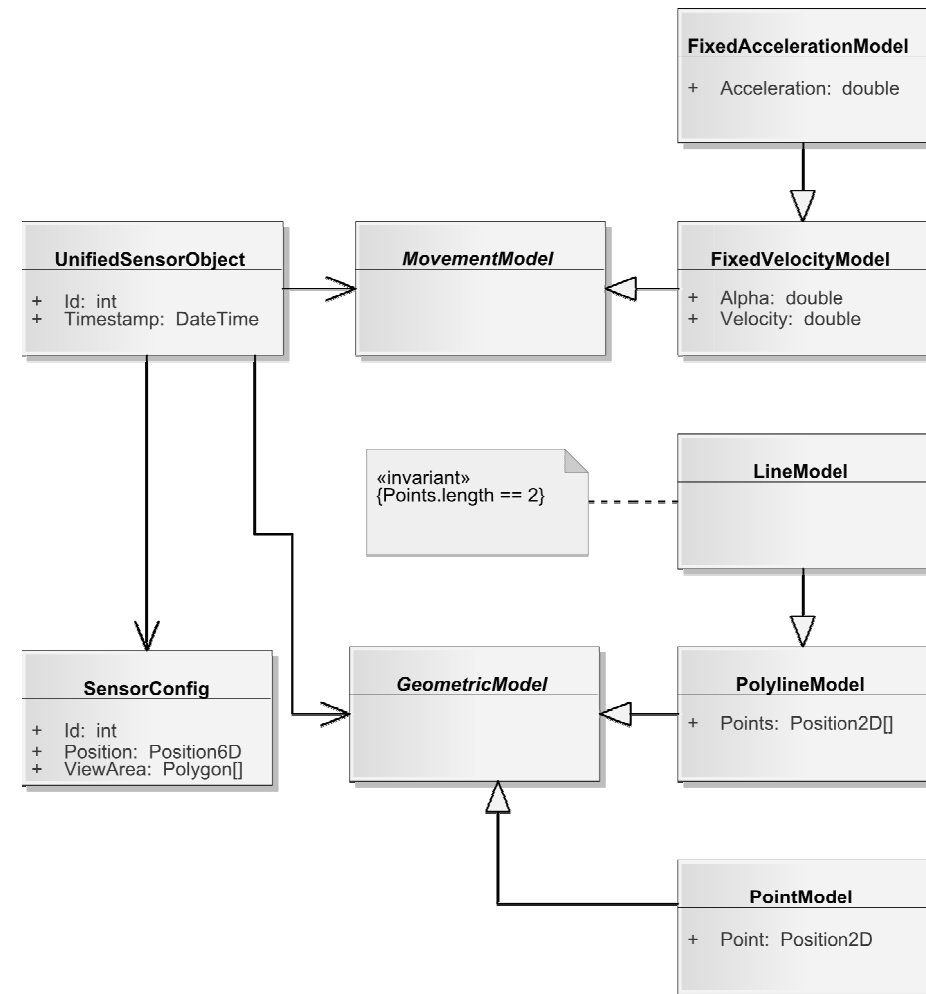 FixedAccelerationModel
+ Acceleration: double
UnifiedSensorObject
+ Id: int
+ Timestamp: DateTime
MovementModel
FixedVelocityModel
+ Alpha: double
+ Velocity: double
«invariant»
{Points.length == 2}
LineModel
SensorConfig
+ Id: int
+ Position: Position6D
+ ViewArea: Polygon[]
GeometricModel
PolylineModel
+ Points: Position2D[]
PointModel
+ Point: Position2D